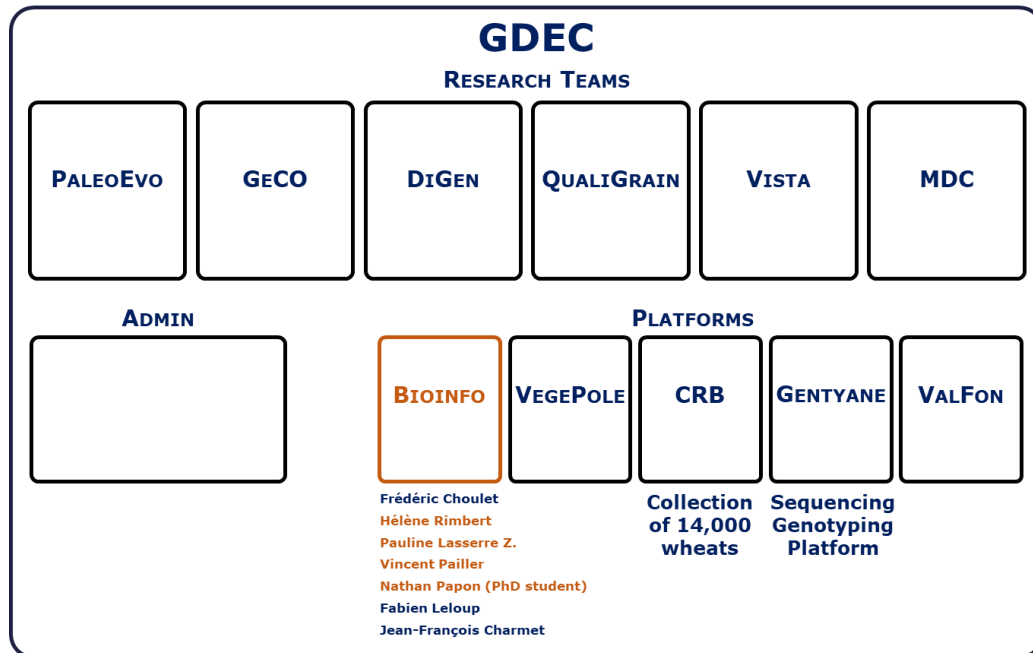 GDEC
Research Teams
PaleoEvo
GeCO
DiGen
QualiGrain
Vista
MDC
Admin
Platforms
Bioinfo
VegePole
CRB
Gentyane
ValFon
Frédéric Choulet
Hélène Rimbert
Pauline Lasserre Z.
Vincent Pailler
Nathan Papon (PhD student)
Fabien Leloup
Jean-François Charmet
Collection
of 14,000
wheats
Sequencing
Genotyping
Platform